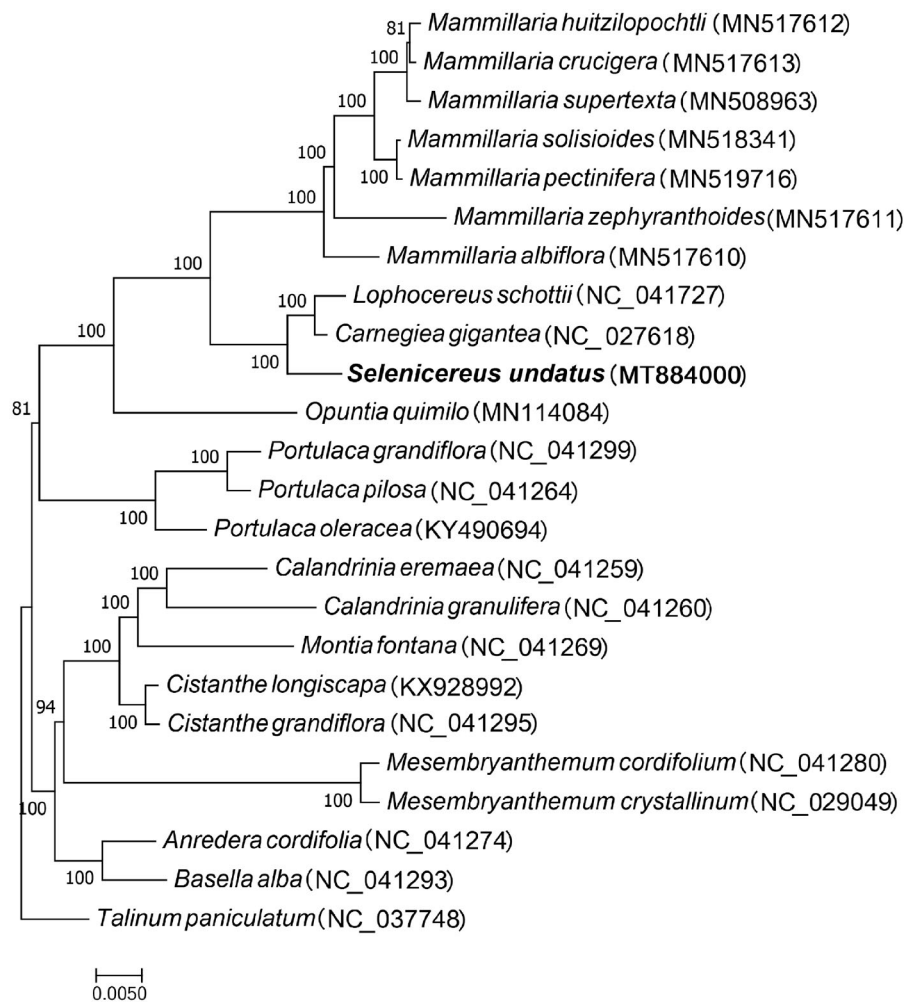 Mammillaria huitzilopochtli (MN517612)
81
Mammillaria crucigera (MN517613)
100
Mammillaria supertexta (MN508963)
100
Mammillaria solisioides (MN518341)
100
Mammillaria pectinifera (MN519716)
100
100
Mammillaria zephyranthoides (MN517611)
100
Mammillaria albiflora (MN517610)
100
Lophocereus schottii (NC_041727)
100
Carnegiea gigantea (NC_027618)
100
100
Selenicereus undatus (MT884000)
81
Opuntia quimilo (MN114084)
Portulaca grandiflora (NC_041299)
100
Portulaca pilosa (NC_041264)
100
Portulaca oleracea (KY490694)
Calandrinia eremaea (NC_041259)
100
Calandrinia granulifera (NC_041260)
100
Montia fontana (NC_041269)
100
Cistanthe longiscapa (KX928992)
94
100
Cistanthe grandiflora (NC_041295)
Mesembryanthemum cordifolium (NC_041280)
100
Mesembryanthemum crystallinum (NC_029049)
100
Anredera cordifolia (NC_041274)
100
Basella alba (NC_041293)
Talinum paniculatum (NC_037748)
0.0050